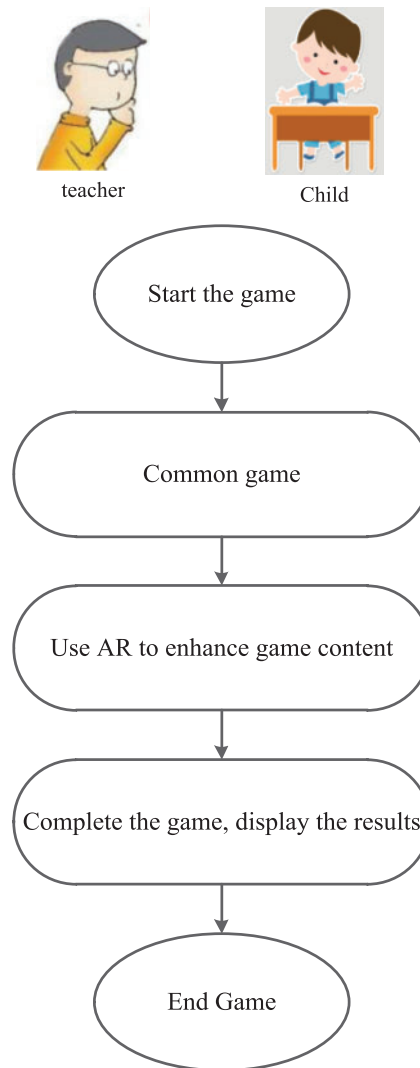 teacher
Child
Start the game
Common game
Use AR to enhance game content
Complete the game, display the results
End Game